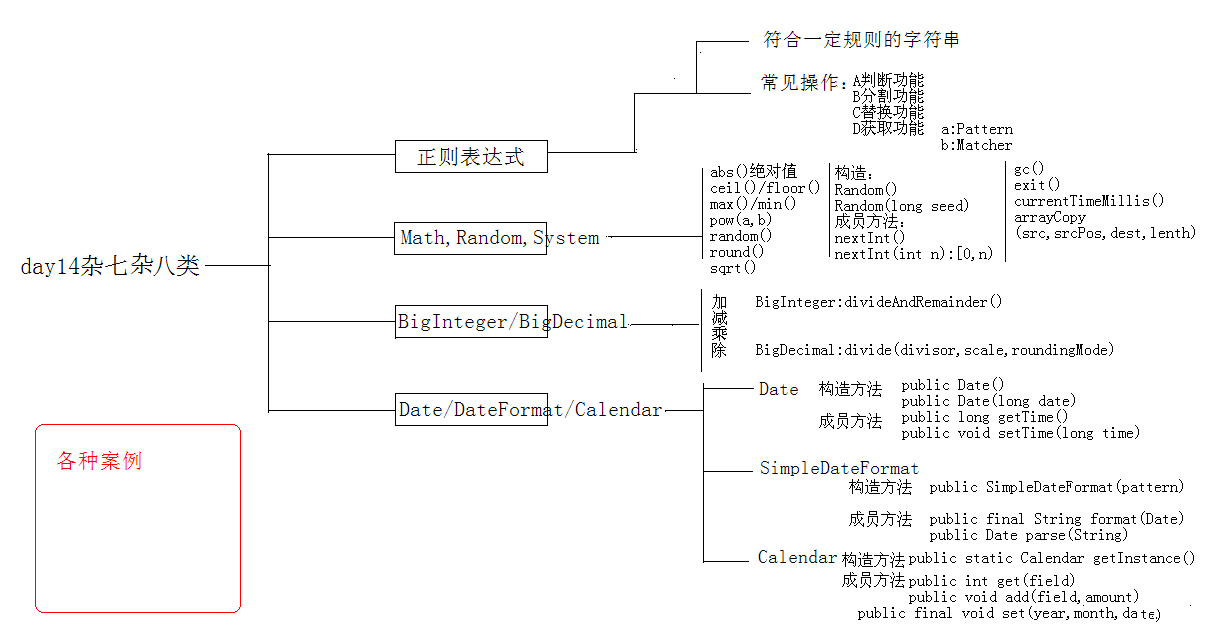 day14杂七杂八类
各种案例
正则表达式
符合一定规则的字符串
常见操作:
A判断功能
B分割功能
C替换功能
D获取功能
a:Pattern
b:Matcher
Math,Random,System
abs()绝对值
ceil()/floor()
max()/min()
pow(a,b)
random()
round()
sqrt()
构造:
Random()
Random(long seed)
成员方法:
nextInt()
nextInt(int n):[0,n)
gc()
exit()
currentTimeMillis()
arrayCopy
(src,srcPos,dest,lenth)
BigInteger/BigDecimal
加
减
乘
除
BigInteger:divideAndRemainder()
BigDecimal:divide(divisor,scale,roundingMode)
Date/DateFormat/Calendar
Date
构造方法
public Date()
public Date(long date)
成员方法
public long getTime()
public void setTime(long time)
SimpleDateFormat
构造方法 public SimpleDateFormat(pattern)
成员方法 public final String format(Date)
public Date parse(String)
Calendar
构造方法 public static Calendar getInstance()
成员方法 public int get(field)
public void add(field,amount)
public final void set(year,month,date)